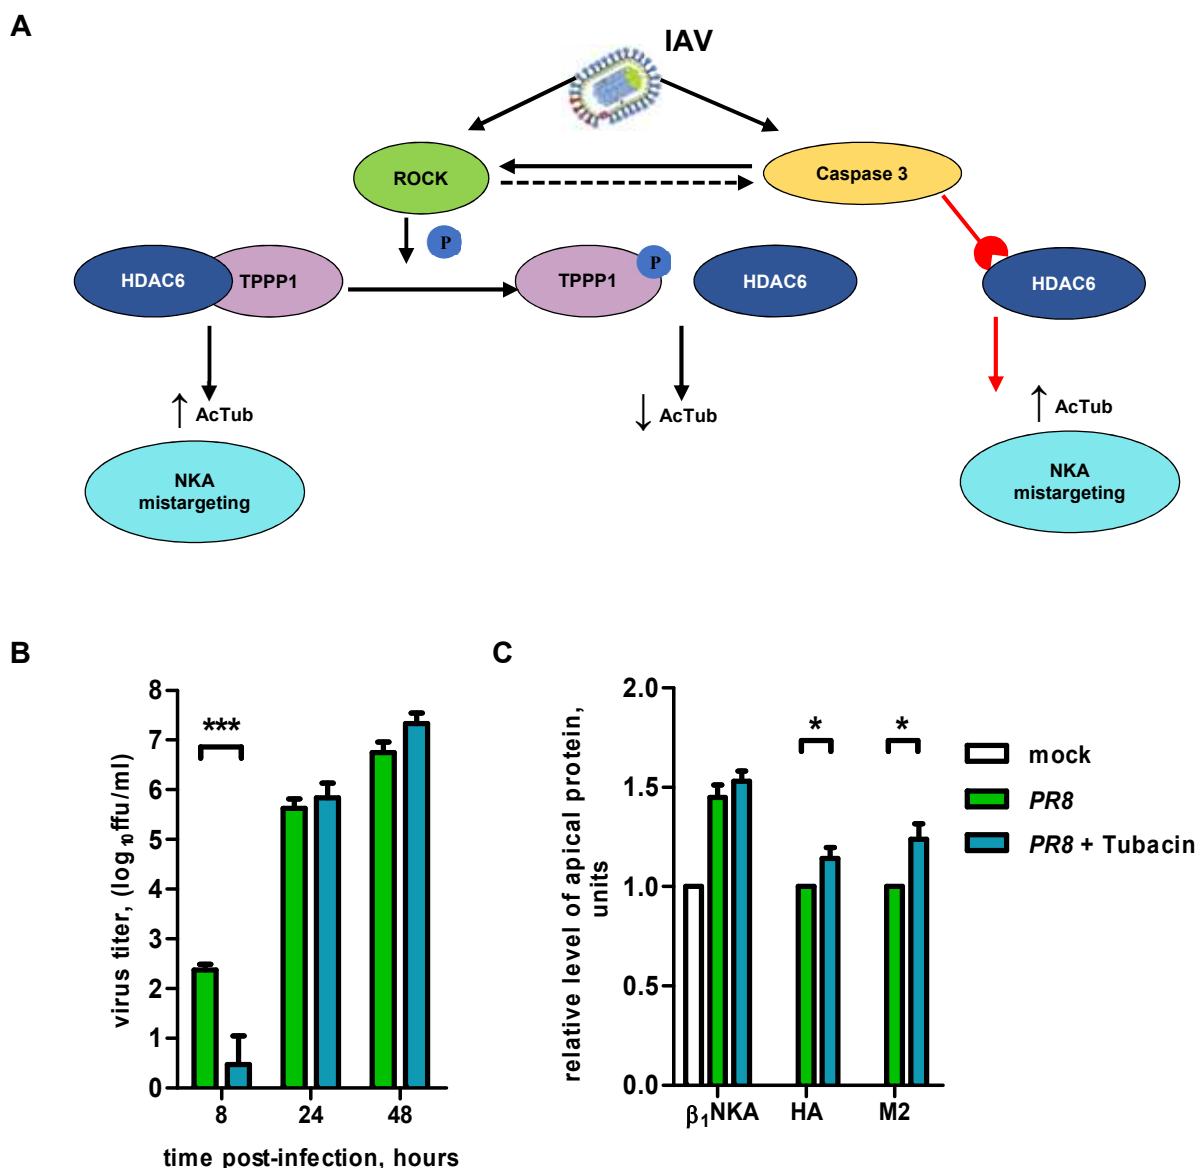 A
IAV
ROCK
Caspase 3
P
HDAC6
TPPP1
TPPP1
P
HDAC6
HDAC6
↑ AcTub
↓ AcTub
↑ AcTub
NKA
mistargeting
NKA
mistargeting
B
virus titer, (log10ffu/ml)
8
7
6
5
4
3
2
1
0
***
8
24
48
time post-infection, hours
C
relative level of apical protein,
units
2.0
1.5
1.0
0.5
0.0
*
*
β1NKA
HA
M2
mock
PR8
PR8 + Tubacin